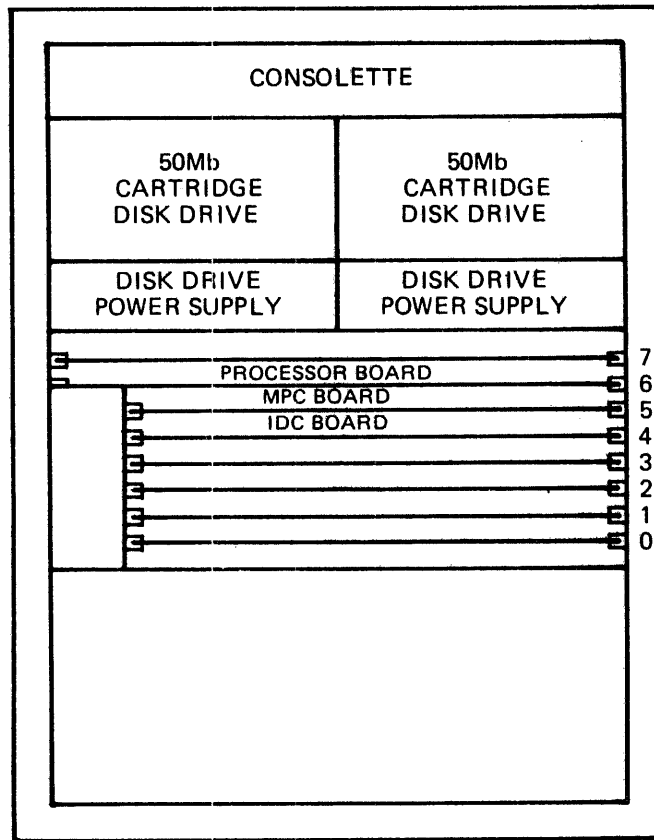 CONSOLETTE
50Mb
CARTRIDGE
DISK DRIVE
50Mb
CARTRIDGE
DISK DRIVE
DISK DRIVE
POWER SUPPLY
DISK DRIVE
POWER SUPPLY
7
PROCESSOR BOARD
6
MPC BOARD
5
IDC BOARD
4
3
2
1
0